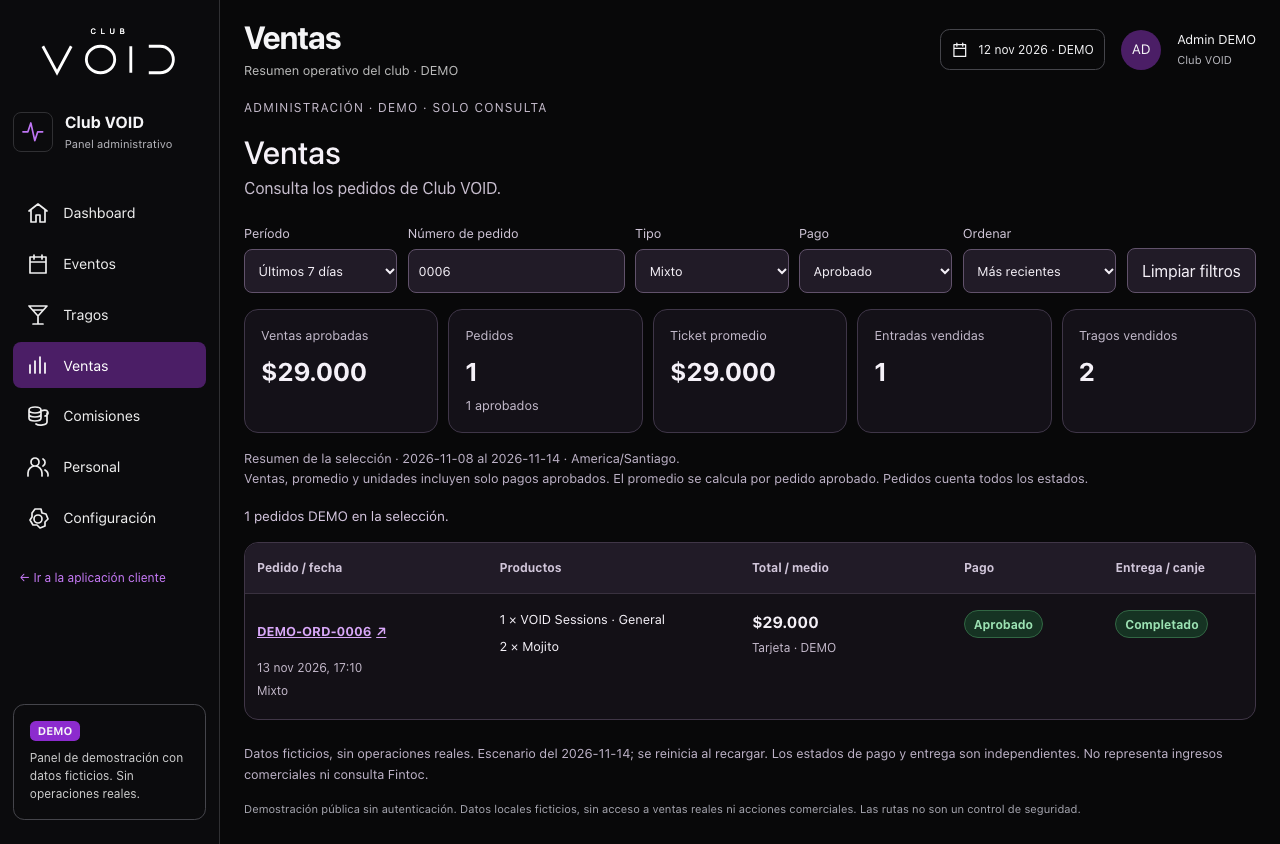 CLUB
VOID
Club VOID
Panel administrativo
Dashboard
Eventos
Tragos
Ventas
Comisiones
Personal
Configuración
← Ir a la aplicación cliente
DEMO
Panel de demostración con
datos ficticios. Sin
operaciones reales.
Ventas
Resumen operativo del club · DEMO
12 nov 2026 · DEMO
AD
Admin DEMO
Club VOID
ADMINISTRACIÓN · DEMO · SOLO CONSULTA
Ventas
Consulta los pedidos de Club VOID.
Período
Número de pedido
Tipo
Pago
Ordenar
Últimos 7 días
0006
Mixto
Aprobado
Más recientes
Limpiar filtros
Ventas aprobadas
$29.000
Pedidos
1
1 aprobados
Ticket promedio
$29.000
Entradas vendidas
1
Tragos vendidos
2
Resumen de la selección · 2026-11-08 al 2026-11-14 · America/Santiago.
Ventas, promedio y unidades incluyen solo pagos aprobados. El promedio se calcula por pedido aprobado. Pedidos cuenta todos los estados.
1 pedidos DEMO en la selección.
Pedido / fecha
Productos
Total / medio
Pago
Entrega / canje
DEMO-ORD-0006 ↗
13 nov 2026, 17:10
Mixto
1 × VOID Sessions · General
2 × Mojito
$29.000
Tarjeta · DEMO
Aprobado
Completado
Datos ficticios, sin operaciones reales. Escenario del 2026-11-14; se reinicia al recargar. Los estados de pago y entrega son independientes. No representa ingresos
comerciales ni consulta Fintoc.
Demostración pública sin autenticación. Datos locales ficticios, sin acceso a ventas reales ni acciones comerciales. Las rutas no son un control de seguridad.